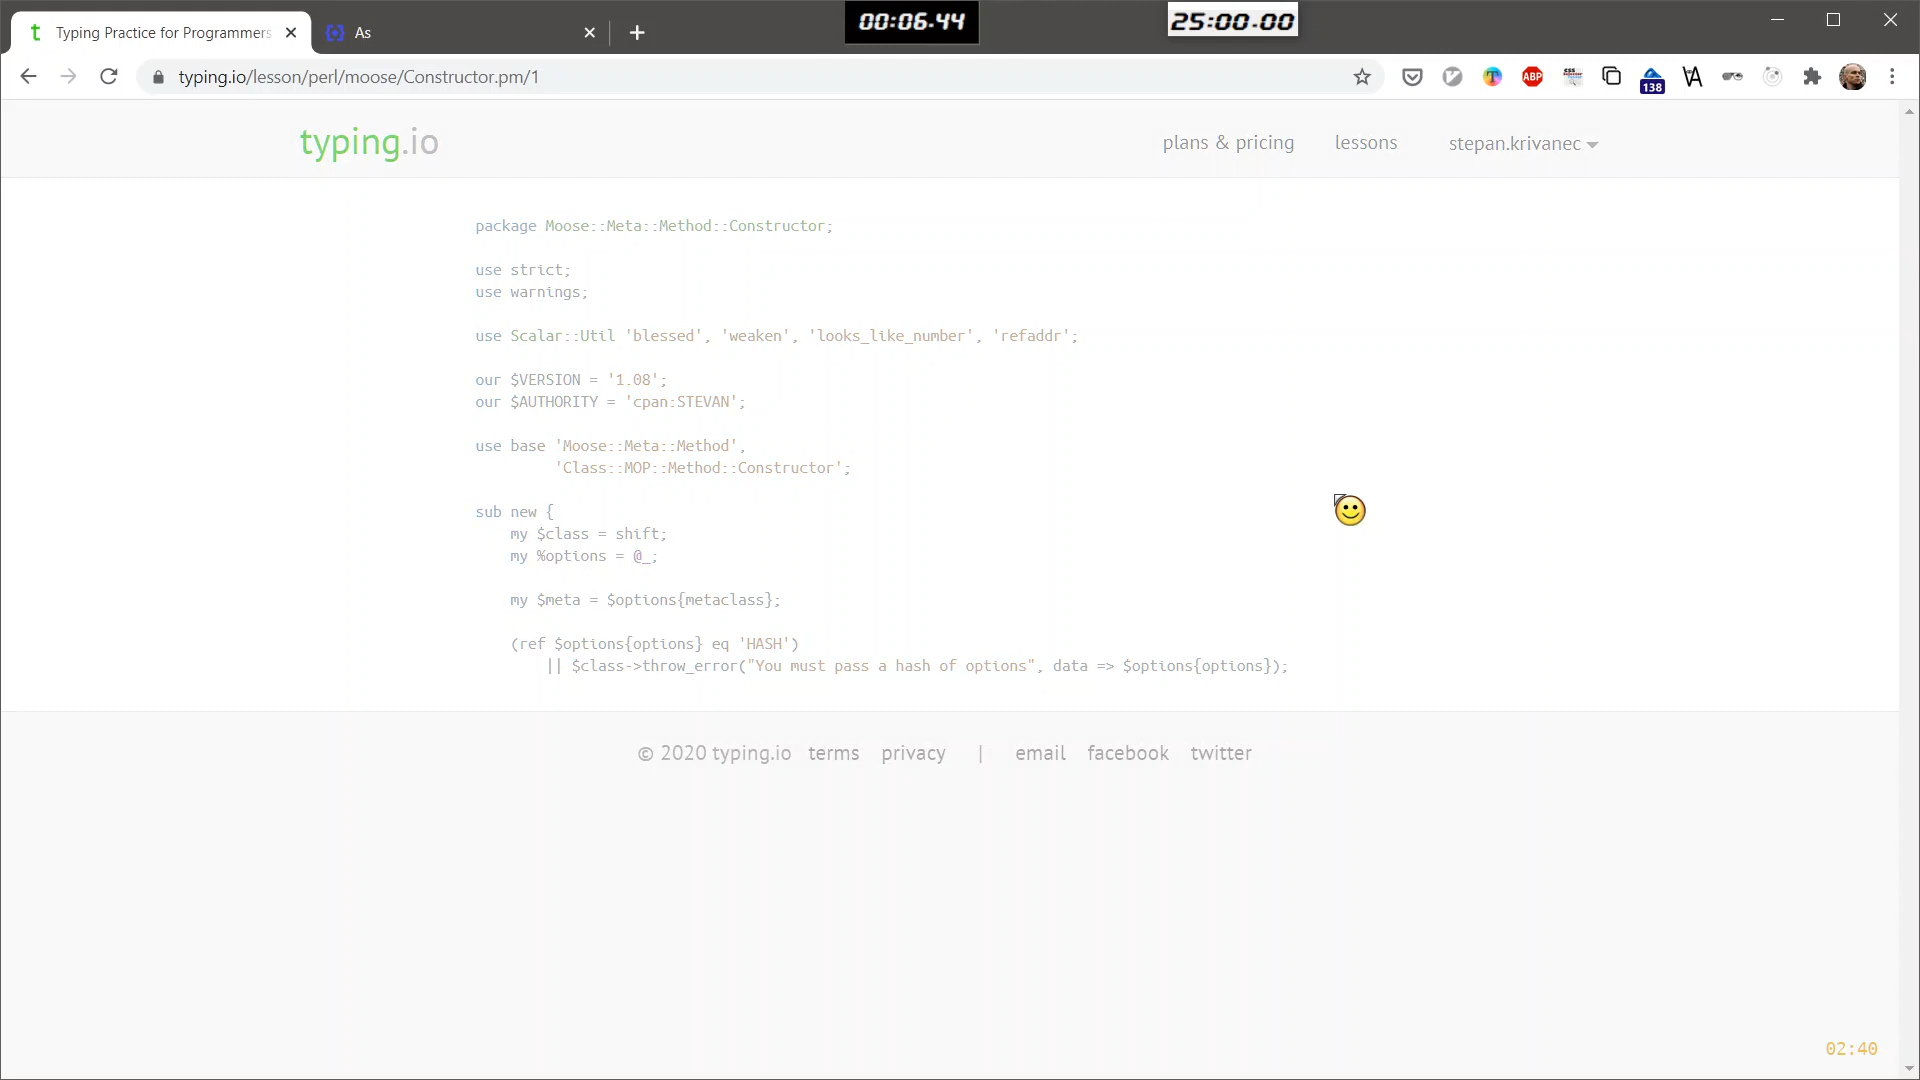 Typing Practice for Programmers
As
00:06.44
25:00.00
typing.io/lesson/perl/moose/Constructor.pm/1
ABP
138
typing.io
plans & pricing
lessons
stepan.krivanec
package Moose::Meta::Method::Constructor;
use strict;
use warnings;
use Scalar::Util 'blessed', 'weaken', 'looks_like_number', 'refaddr';
our $VERSION = '1.08';
our $AUTHORITY = 'cpan:STEVAN';
use base 'Moose::Meta::Method',
'Class::MOP::Method::Constructor';
sub new {
my $class = shift;
my %options = @_;
my $meta = $options{metaclass};
(ref $options{options} eq 'HASH')
|| $class->throw_error("You must pass a hash of options", data => $options{options});
© 2020 typing.io terms privacy | email facebook twitter
02:40